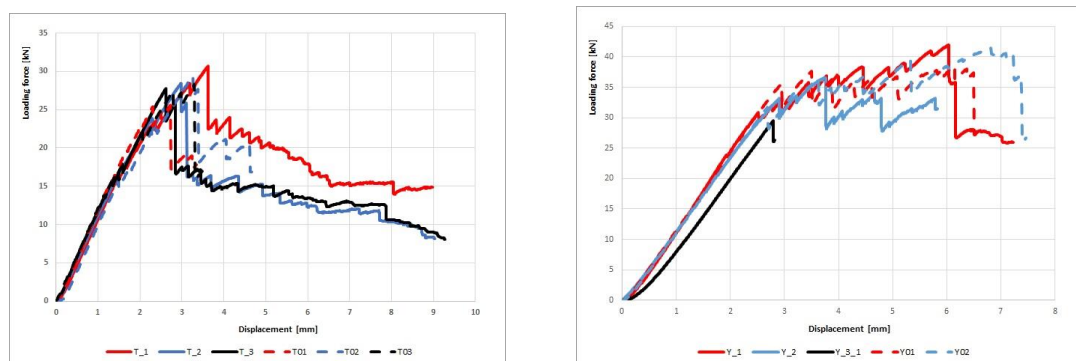 Loading force [kN]
35
30
25
20
15
10
5
0
0 1 2 3 4 5 6 7 8 9 10
Displacement [mm]
T_1 T_2 T_3 T01 T02 T03
Loading force [kN]
45
40
35
30
25
20
15
10
5
0
0 1 2 3 4 5 6 7 8
Displacement [mm]
Y_1 Y_2 Y_3_1 Y01 Y02